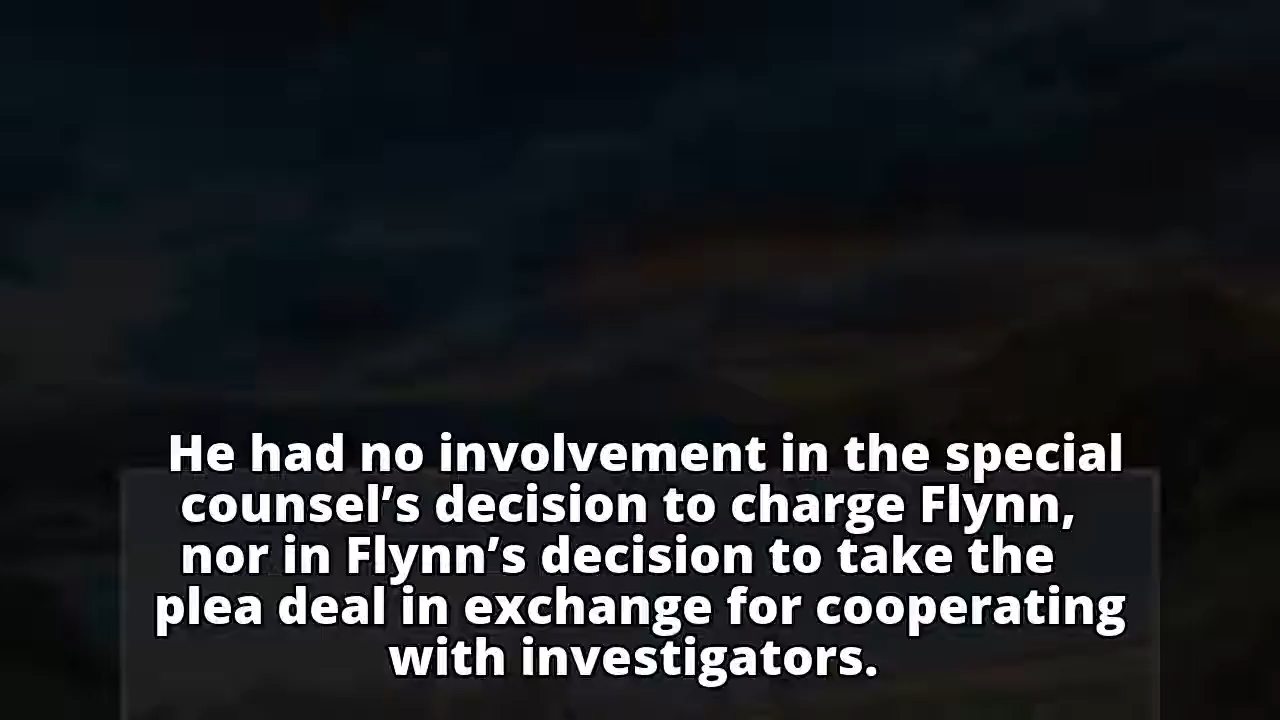 He had no involvement in the special
counsel’s decision to charge Flynn,
nor in Flynn’s decision to take the
plea deal in exchange for cooperating
with investigators.